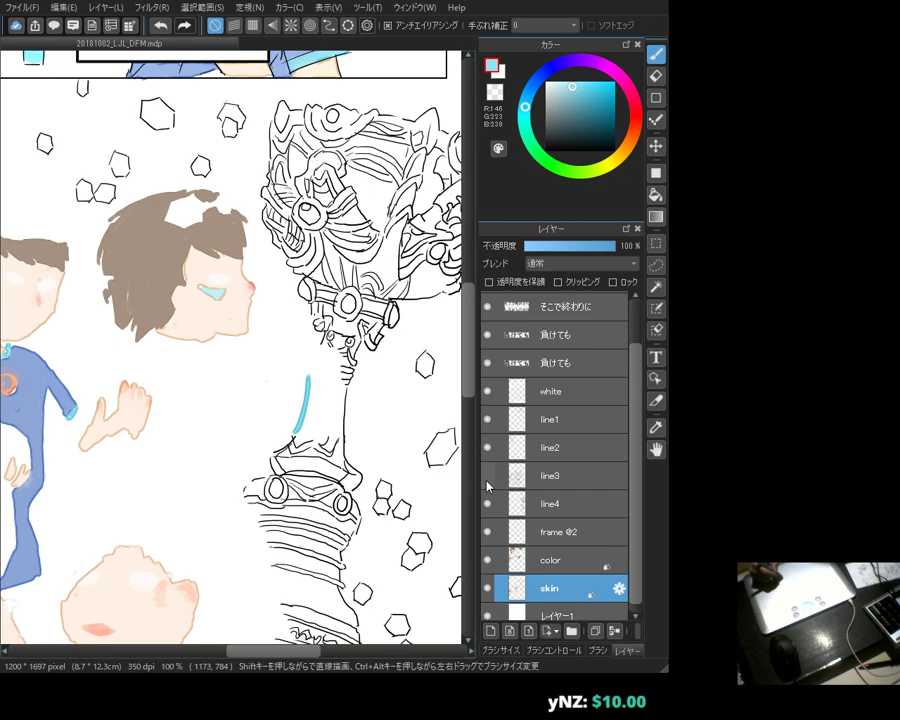 ファイル(F) 編集(E) レイヤー(L) フィルタ(R) 選択範囲(S) 定規(N) カラー(C) 表示(V) ツール(T) ウィンドウ(W) Help
アンチエイリアシング 手ぶれ補正 0 ソフトエッジ
20181002_LJL_DFM.mdp
カラー
R:146
G:223
B:238
レイヤー
不透明度 100 %
ブレンド 通常
透明度を保護 クリッピング ロック
そこで終わりに
負けても
負けても
white
line1
line2
line3
line4
frame @2
color
skin
レイヤー1
ブラシサイズ ブラシコントロール ブラシ レイヤー
1200 * 1697 pixel (8.7 * 12.3cm) 350 dpi 100 % ( 1173, 784 ) Shiftキーを押しながらで直線描画、Ctrl+Altキーを押しながら左右ドラッグでブラシサイズ変更
yNZ: $10.00